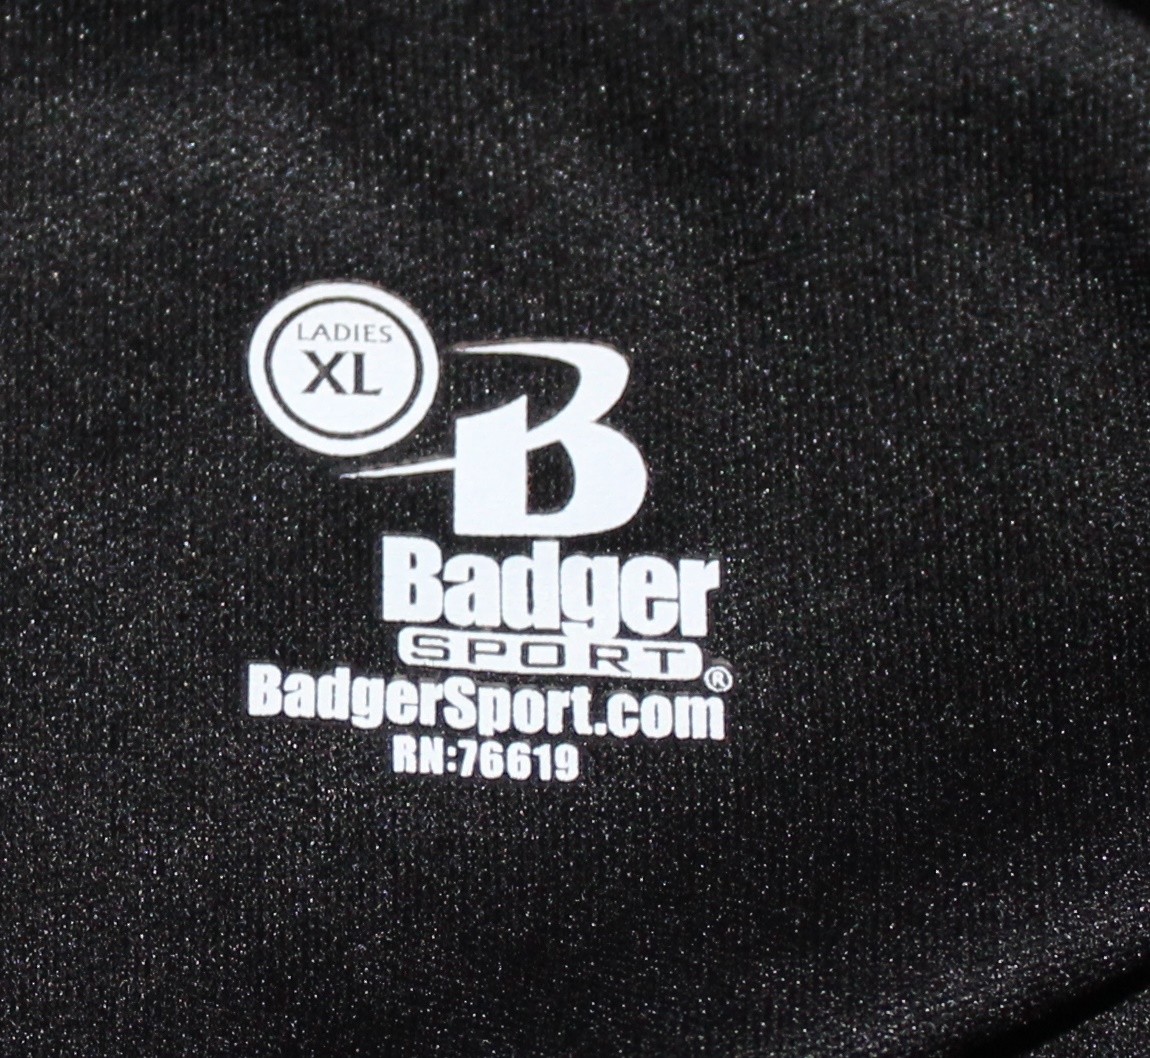 LADIES
XL
B
Badger
SPORT®
BadgerSport.com
RN:76619